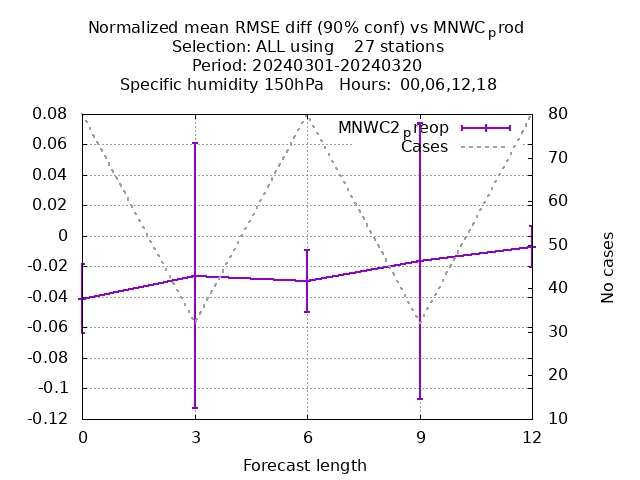 Normalized mean RMSE diff (90% conf) vs MNWCprod
Selection: ALL using 27 stations
Period: 20240301-20240320
Specific humidity 150hPa Hours: 00,06,12,18
MNWC2preop
Cases
0.08
0.06
0.04
0.02
0
-0.02
-0.04
-0.06
-0.08
-0.1
-0.12
80
70
60
50
40
30
20
10
No cases
0 3 6 9 12
Forecast length